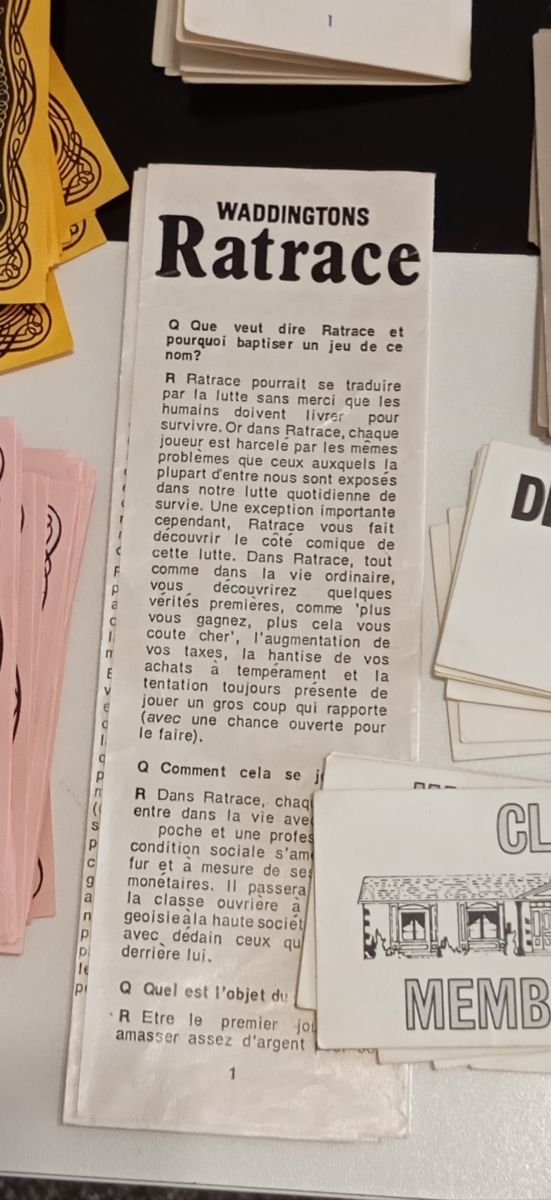 1
WADDINGTONS
Ratrace
Q Que veut dire Ratrace et
pourquoi baptiser un jeu de ce
nom?
R Ratrace pourrait se traduire
par la lutte sans merci que les
humains doivent livrer pour
survivre. Or dans Ratrace, chaque
joueur est harcelé par les mêmes
problèmes que ceux auxquels la
plupart d'entre nous sont exposés
dans notre lutte quotidienne de
survie. Une exception importante
cependant, Ratrace vous fait
découvrir le côté comique de
cette lutte. Dans Ratrace, tout
comme dans la vie ordinaire,
vous découvrirez quelques
vérités premières, comme 'plus
vous gagnez, plus cela vous
coute cher', l'augmentation de
vos taxes, la hantise de vos
achats à tempérament et la
tentation toujours présente de
jouer un gros coup qui rapporte
(avec une chance ouverte pour
le faire).
Q Comment cela se j
R Dans Ratrace, chaq
entre dans la vie ave
poche et une profes
condition sociale s'am
fur et à mesure de ses
monétaires. Il passera
la classe ouvrière à
geoisie à la haute sociét
avec dédain ceux qu
derrière lui.
Q Quel est l'objet du
R Etre le premier jou
amasser assez d'argent
1
D
CL
MEMB